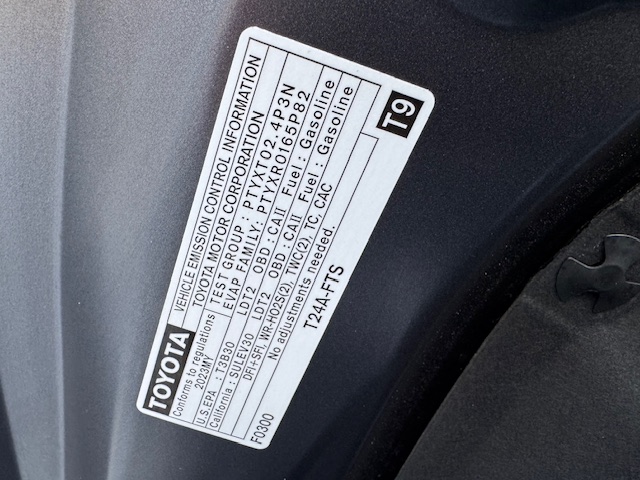 TOYOTA VEHICLE EMISSION CONTROL INFORMATION
Conforms to regulations TOYOTA MOTOR CORPORATION
2023MY TEST GROUP: PTYXT02.4P3N
EVAP FAMILY: PTYXR0165P82
U.S.EPA : T3B30 LDT2 OBD : CAII Fuel : Gasoline
California : SULEV30 LDT2 OBD : CAII Fuel : Gasoline
DFI+SFI, WR-HO2S(2), TWC(2), TC, CAC
No adjustments needed.
F0300 T24A-FTS
T9